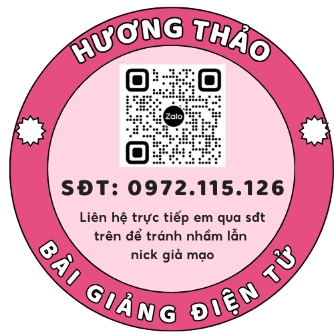 HƯƠNG THẢO
Zalo
SĐT: 0972.115.126
Liên hệ trực tiếp em qua sđt
trên để tránh nhầm lẫn
nick giả mạo
BÀI GIẢNG ĐIỆN TỬ